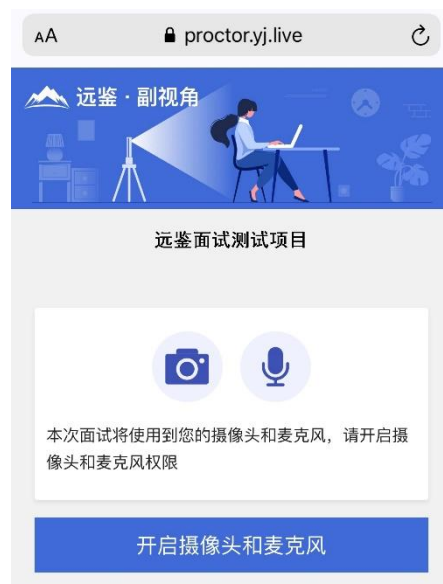 AA
proctor.yj.live
远鉴·副视角
远鉴面试测试项目
本次面试将使用到您的摄像头和麦克风，请开启摄
像头和麦克风权限
开启摄像头和麦克风